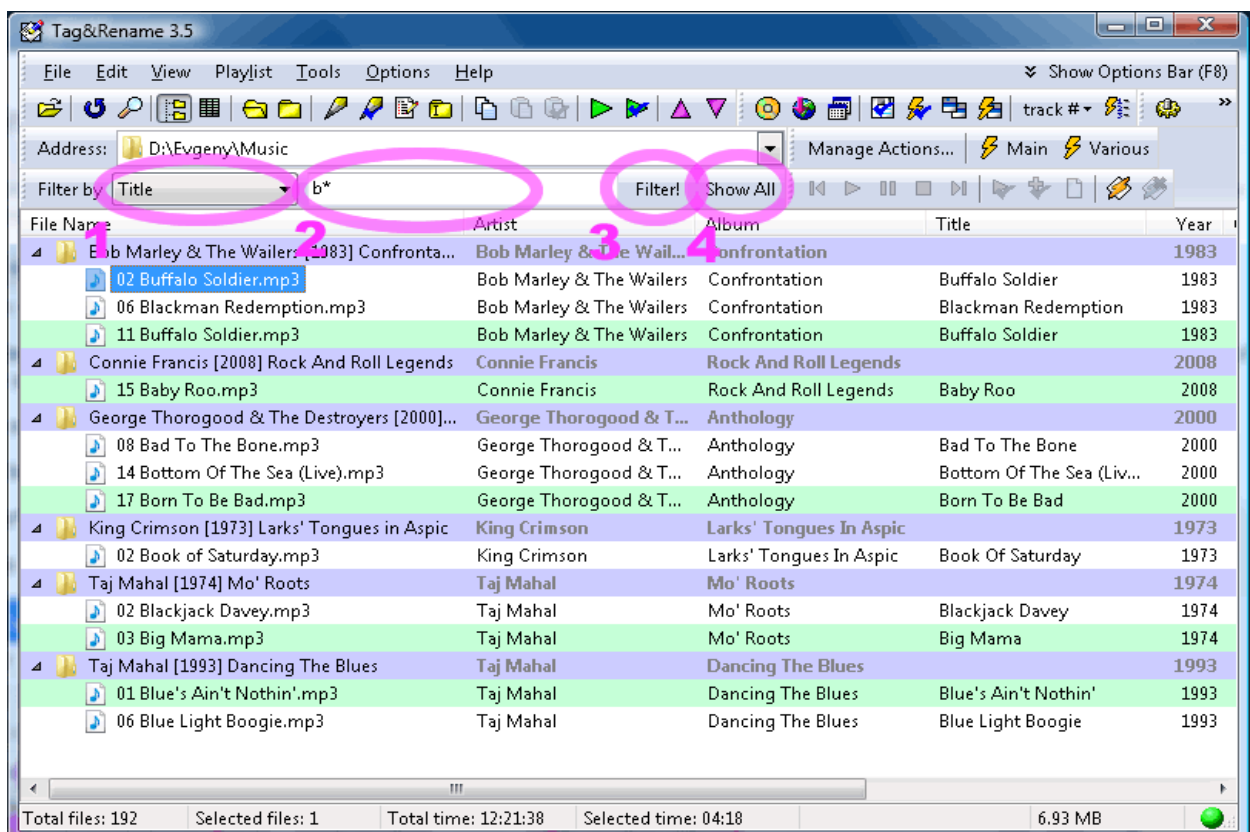 Tag&Rename 3.5
File Edit View Playlist Tools Options Help Show Options Bar (F8)
track #
Address: D:\Evgeny\Music Manage Actions... Main Various
Filter by Title b* Filter! Show All
1 2 3 4
File Name Artist Album Title Year
Bob Marley & The Wailers [1983] Confronta... Bob Marley & The Wail... Confrontation 1983
02 Buffalo Soldier.mp3 Bob Marley & The Wailers Confrontation Buffalo Soldier 1983
06 Blackman Redemption.mp3 Bob Marley & The Wailers Confrontation Blackman Redemption 1983
11 Buffalo Soldier.mp3 Bob Marley & The Wailers Confrontation Buffalo Soldier 1983
Connie Francis [2008] Rock And Roll Legends Connie Francis Rock And Roll Legends 2008
15 Baby Roo.mp3 Connie Francis Rock And Roll Legends Baby Roo 2008
George Thorogood & The Destroyers [2000]... George Thorogood & T... Anthology 2000
08 Bad To The Bone.mp3 George Thorogood & T... Anthology Bad To The Bone 2000
14 Bottom Of The Sea (Live).mp3 George Thorogood & T... Anthology Bottom Of The Sea (Liv... 2000
17 Born To Be Bad.mp3 George Thorogood & T... Anthology Born To Be Bad 2000
King Crimson [1973] Larks' Tongues in Aspic King Crimson Larks' Tongues In Aspic 1973
02 Book of Saturday.mp3 King Crimson Larks' Tongues In Aspic Book Of Saturday 1973
Taj Mahal [1974] Mo' Roots Taj Mahal Mo' Roots 1974
02 Blackjack Davey.mp3 Taj Mahal Mo' Roots Blackjack Davey 1974
03 Big Mama.mp3 Taj Mahal Mo' Roots Big Mama 1974
Taj Mahal [1993] Dancing The Blues Taj Mahal Dancing The Blues 1993
01 Blue's Ain't Nothin'.mp3 Taj Mahal Dancing The Blues Blue's Ain't Nothin' 1993
06 Blue Light Boogie.mp3 Taj Mahal Dancing The Blues Blue Light Boogie 1993
Total files: 192 Selected files: 1 Total time: 12:21:38 Selected time: 04:18 6.93 MB